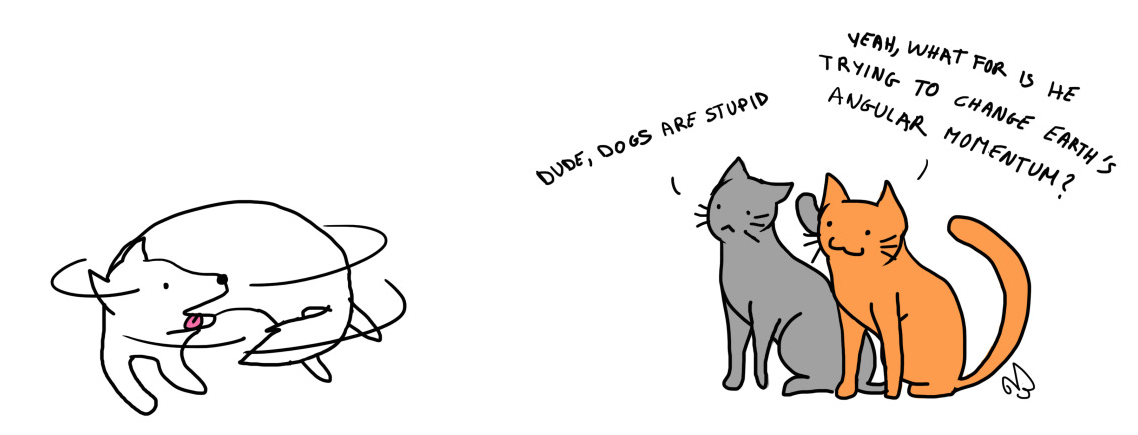 DUDE, DOGS ARE STUPID
YEAH, WHAT FOR IS HE
TRYING TO CHANGE EARTH'S
ANGULAR MOMENTUM?